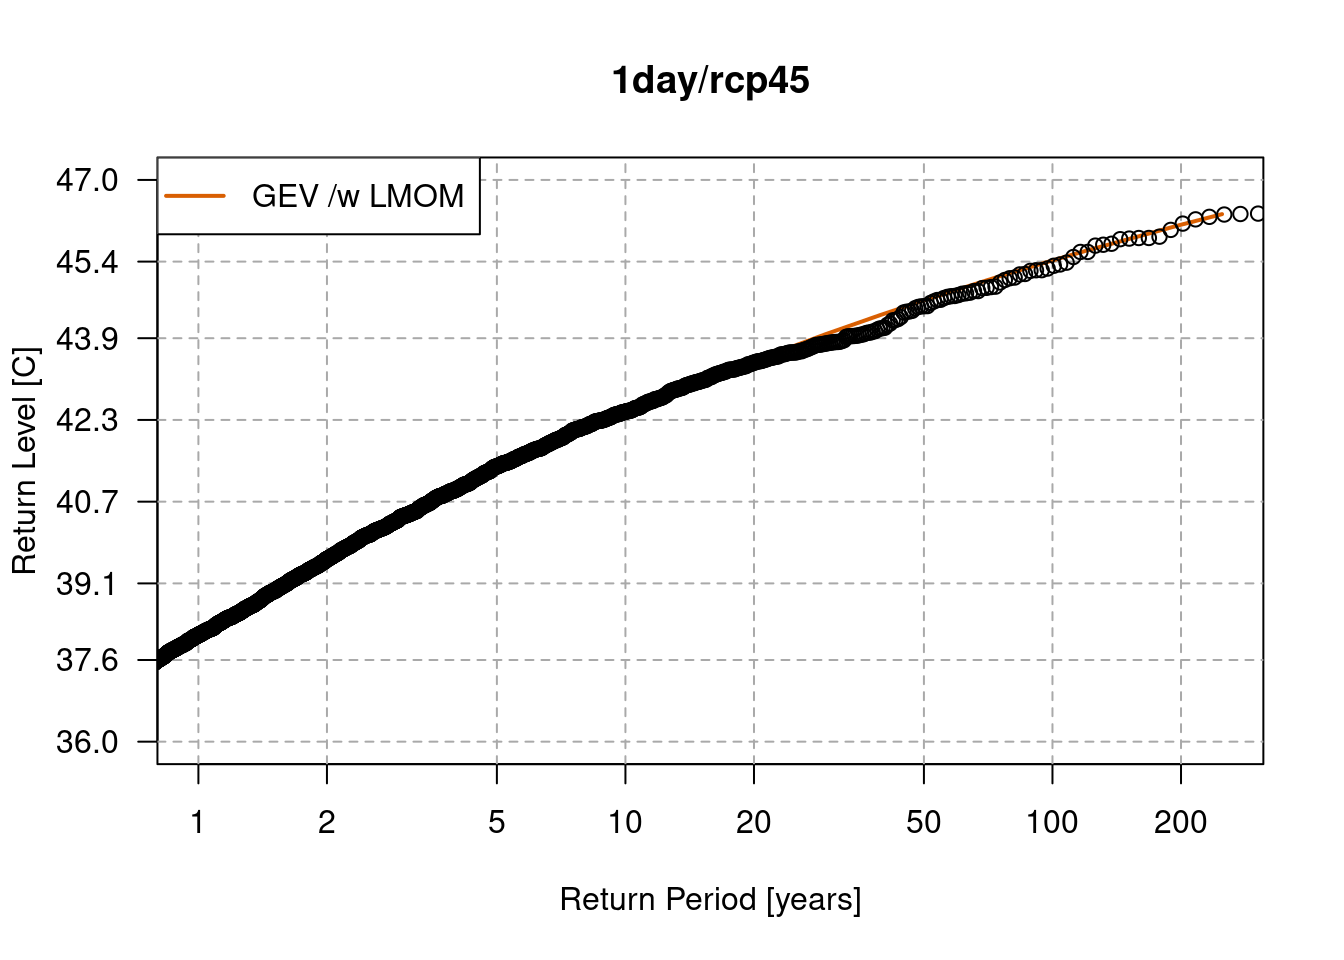 1day/rcp45
GEV /w LMOM
Return Level [C]
47.0
45.4
43.9
42.3
40.7
39.1
37.6
36.0
1 2 5 10 20 50 100 200
Return Period [years]